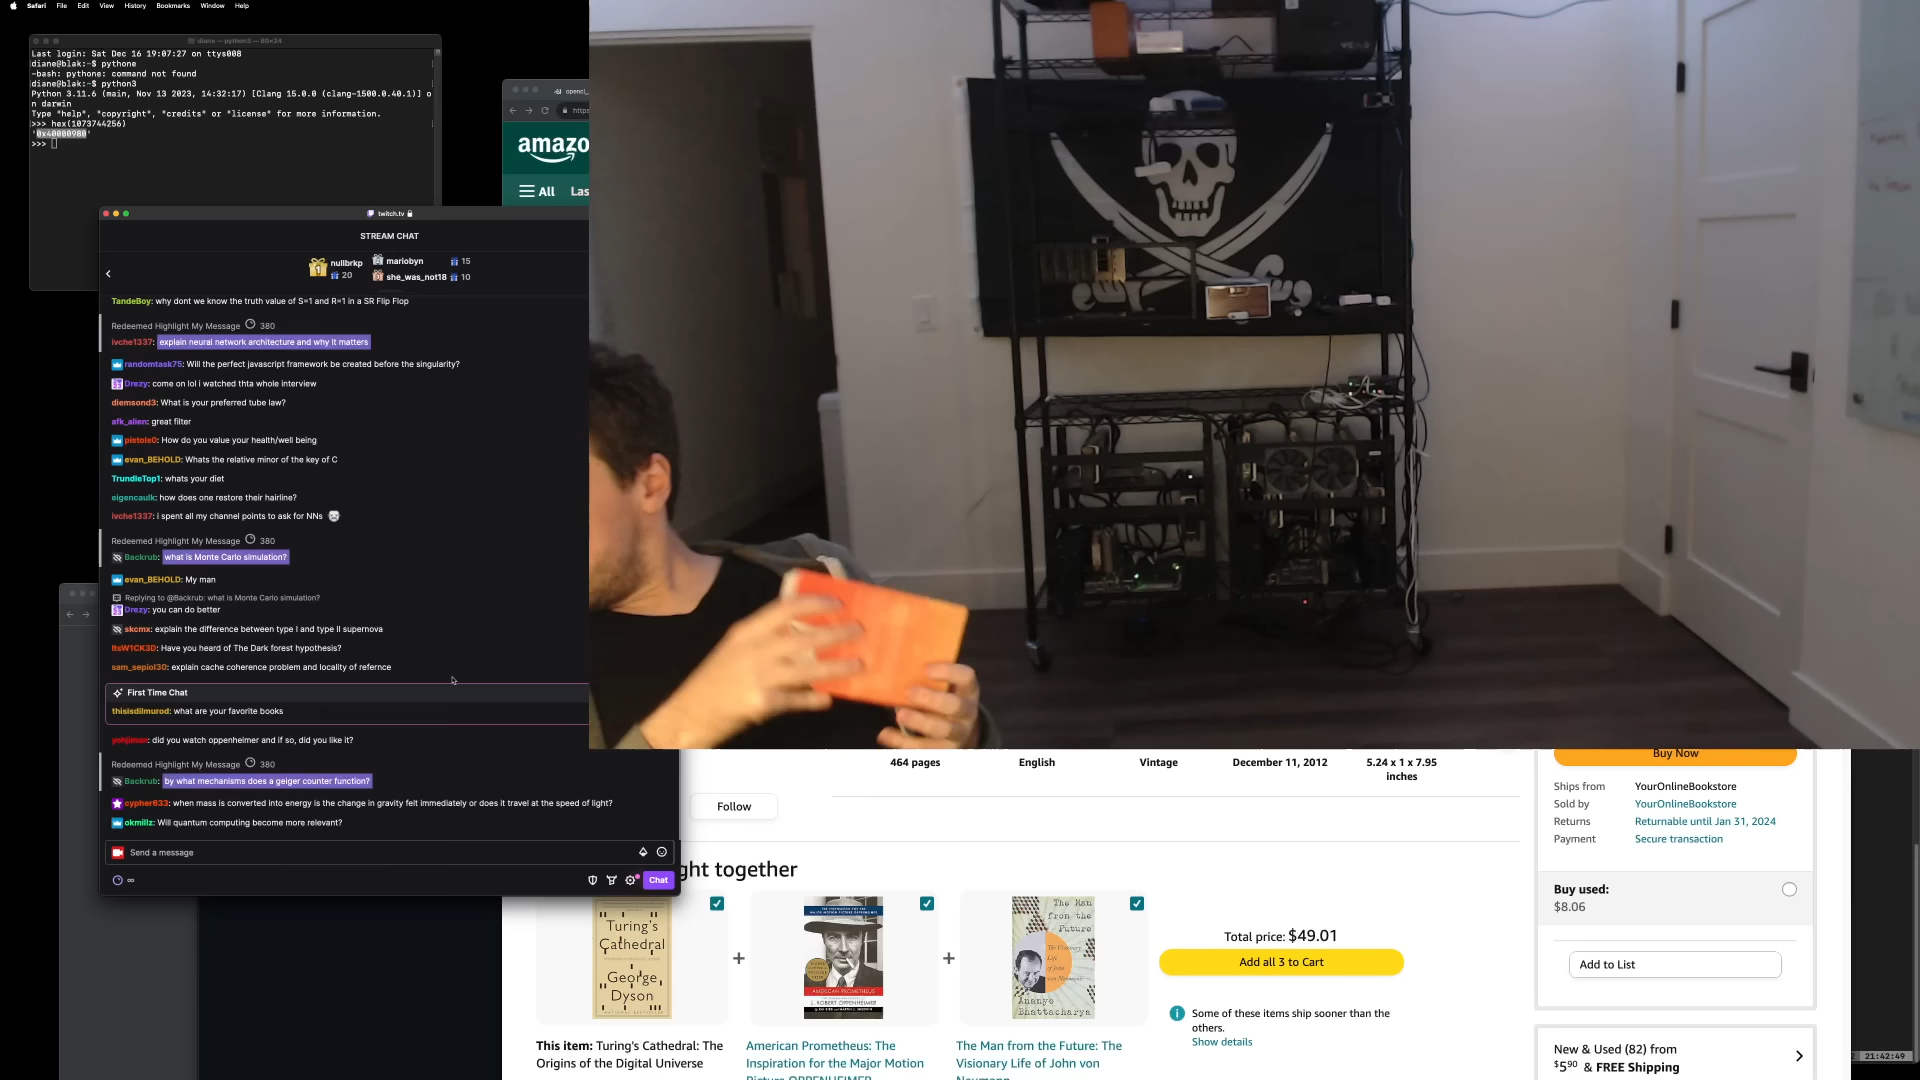 Safari File Edit View History Bookmarks Window Help
diane — python3 — 80×24
Last login: Sat Dec 16 19:07:27 on ttys008
diane@blak:~$ pythone
-bash: pythone: command not found
diane@blak:~$ python3
Python 3.11.6 (main, Nov 13 2023, 14:32:17) [Clang 15.0.0 (clang-1500.0.40.1)] o
n darwin
Type "help", "copyright", "credits" or "license" for more information.
>>> hex(1073744256)
'0x40000980'
>>>
opencl_
https
amazo
All Las
twitch.tv
STREAM CHAT
nullbrkp
20
mariobyn 15
she_was_not18 10
TandeBoy: why dont we know the truth value of S=1 and R=1 in a SR Flip Flop
Redeemed Highlight My Message 380
ivche1337: explain neural network architecture and why it matters
randomtask75: Will the perfect javascript framework be created before the singularity?
Drezy: come on lol i watched thta whole interview
diemsond3: What is your preferred tube law?
afk_alien: great filter
pistols0: How do you value your health/well being
evan_BEHOLD: Whats the relative minor of the key of C
TrundleTop1: whats your diet
eigencaulk: how does one restore their hairline?
ivche1337: i spent all my channel points to ask for NNs
Redeemed Highlight My Message 380
Backrub: what is Monte Carlo simulation?
evan_BEHOLD: My man
Replying to @Backrub: what is Monte Carlo simulation?
Drezy: you can do better
skcmx: explain the difference between type I and type II supernova
ItsW1CK3D: Have you heard of The Dark forest hypothesis?
sam_sepiol30: explain cache coherence problem and locality of refernce
First Time Chat
thisisdilmurod: what are your favorite books
yohjiman: did you watch oppenheimer and if so, did you like it?
Redeemed Highlight My Message 380
Backrub: by what mechanisms does a geiger counter function?
cypher633: when mass is converted into energy is the change in gravity felt immediately or does it travel at the speed of light?
okmillz: Will quantum computing become more relevant?
Send a message
∞ Chat
464 pages English Vintage December 11, 2012 5.24 x 1 x 7.95
inches
Follow
ght together
Turing's
Cathedral
George
Dyson
AMERICAN PROMETHEUS
J. ROBERT OPPENHEIMER
The Man
from the
Future
Ananyo
Bhattacharya
+
+
Total price: $49.01
Add all 3 to Cart
Some of these items ship sooner than the
others.
Show details
This item: Turing's Cathedral: The
Origins of the Digital Universe
American Prometheus: The
Inspiration for the Major Motion
Picture OPPENHEIMER
The Man from the Future: The
Visionary Life of John von
Neumann
Buy Now
Ships from YourOnlineBookstore
Sold by YourOnlineBookstore
Returns Returnable until Jan 31, 2024
Payment Secure transaction
Buy used:
$8.06
Add to List
New & Used (82) from
$590 & FREE Shipping
21:42:49